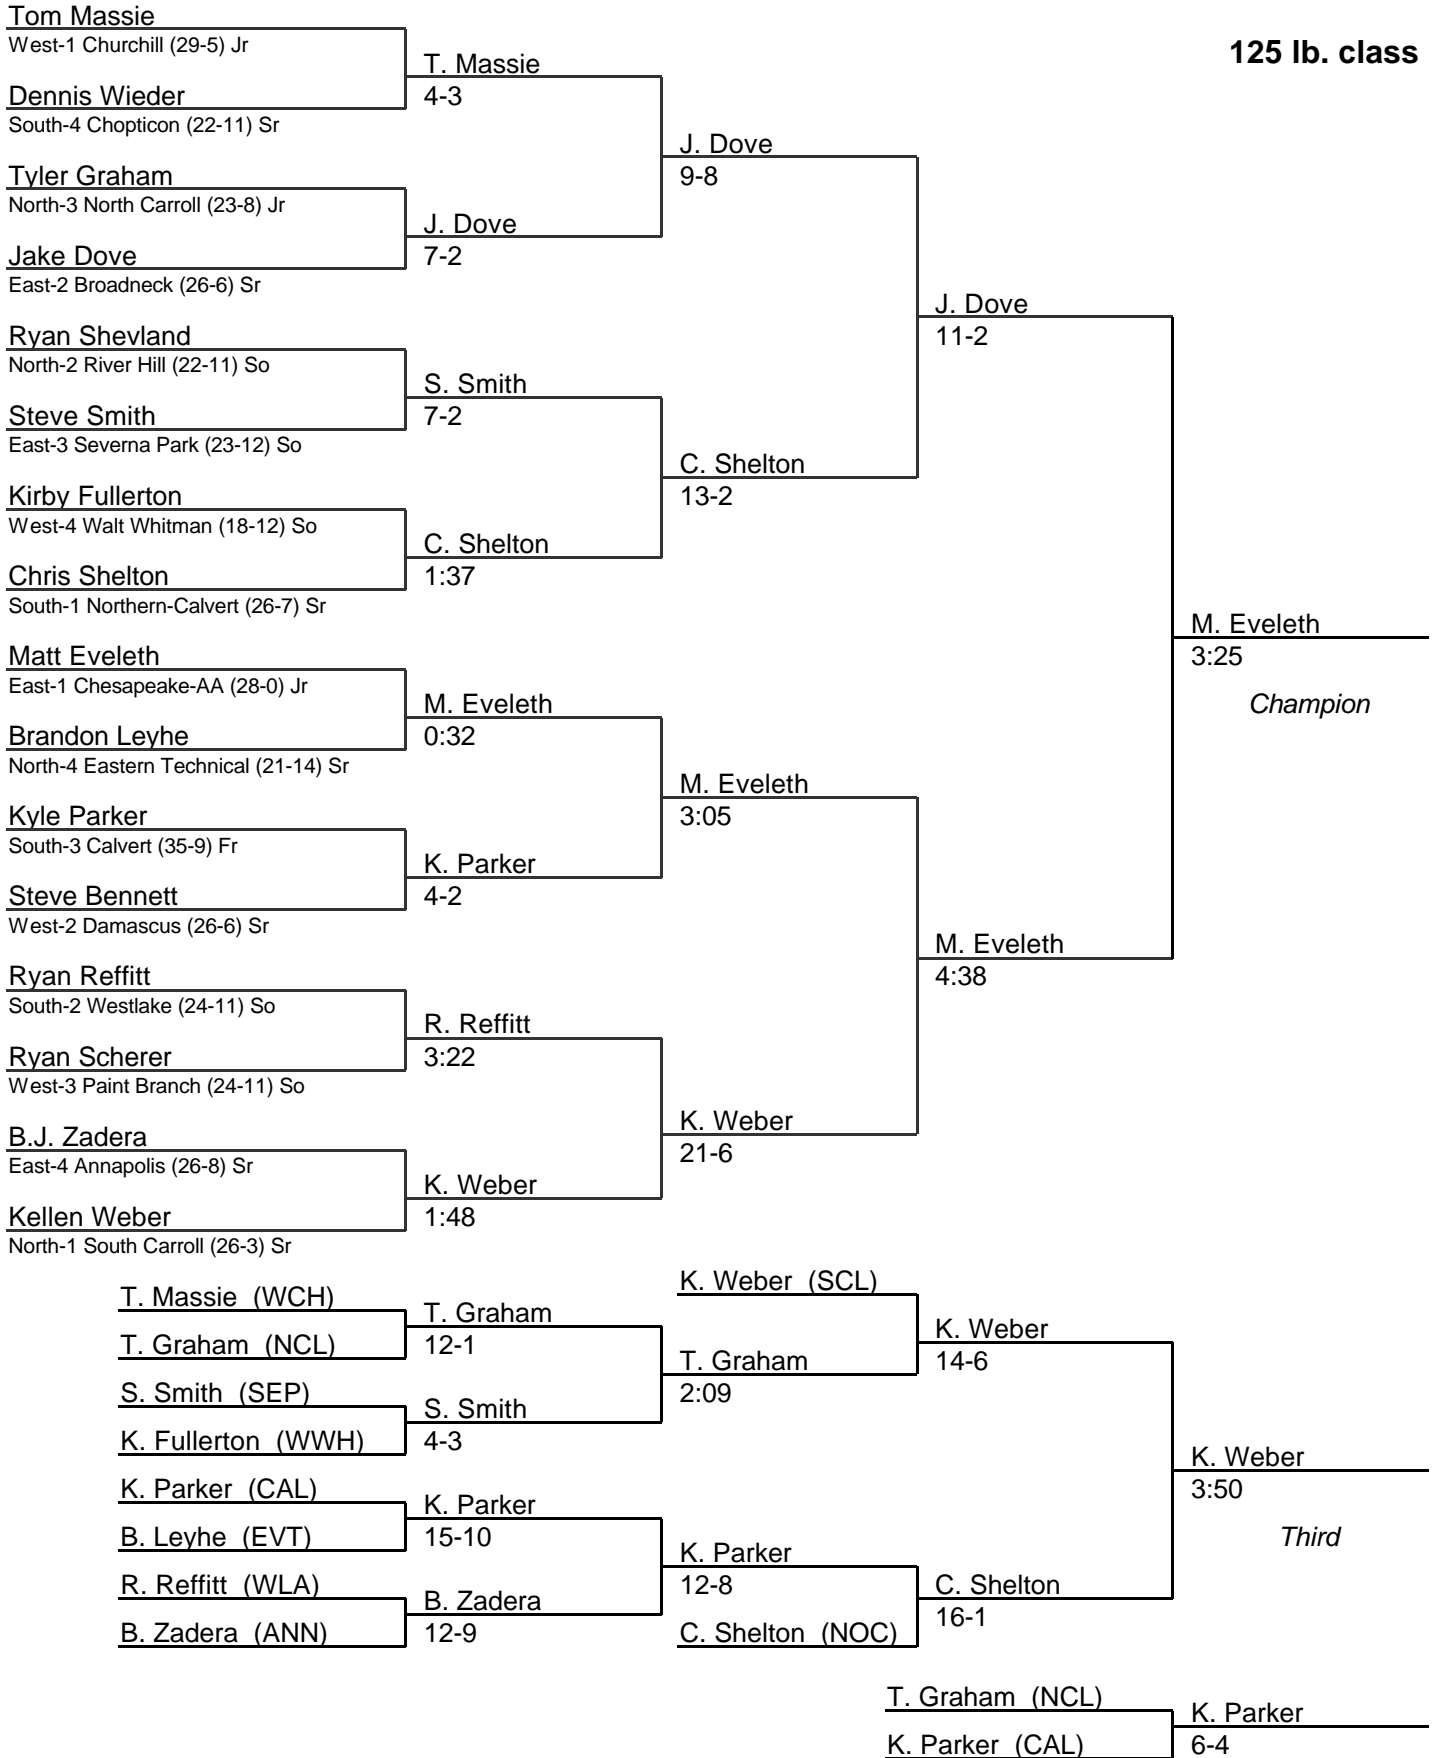 Tom Massie
West-1 Churchill (29-5) Jr
125 lb. class
T. Massie
4-3
Dennis Wieder
South-4 Chopticon (22-11) Sr
J. Dove
9-8
Tyler Graham
North-3 North Carroll (23-8) Jr
J. Dove
7-2
Jake Dove
East-2 Broadneck (26-6) Sr
J. Dove
11-2
Ryan Shevland
North-2 River Hill (22-11) So
S. Smith
7-2
Steve Smith
East-3 Severna Park (23-12) So
C. Shelton
13-2
Kirby Fullerton
West-4 Walt Whitman (18-12) So
C. Shelton
1:37
Chris Shelton
South-1 Northern-Calvert (26-7) Sr
M. Eveleth
3:25
Champion
Matt Eveleth
East-1 Chesapeake-AA (28-0) Jr
M. Eveleth
0:32
Brandon Leyhe
North-4 Eastern Technical (21-14) Sr
M. Eveleth
3:05
Kyle Parker
South-3 Calvert (35-9) Fr
K. Parker
4-2
Steve Bennett
West-2 Damascus (26-6) Sr
M. Eveleth
4:38
Ryan Reffitt
South-2 Westlake (24-11) So
R. Reffitt
3:22
Ryan Scherer
West-3 Paint Branch (24-11) So
K. Weber
21-6
B.J. Zadera
East-4 Annapolis (26-8) Sr
K. Weber
1:48
Kellen Weber
North-1 South Carroll (26-3) Sr
T. Massie (WCH)
T. Graham
12-1
T. Graham (NCL)
K. Weber (SCL)
K. Weber
14-6
T. Graham
2:09
S. Smith (SEP)
S. Smith
4-3
K. Fullerton (WWH)
K. Weber
3:50
Third
K. Parker (CAL)
K. Parker
15-10
B. Leyhe (EVT)
K. Parker
12-8
C. Shelton
16-1
R. Reffitt (WLA)
B. Zadera
12-9
B. Zadera (ANN)
C. Shelton (NOC)
T. Graham (NCL)
K. Parker
6-4
K. Parker (CAL)